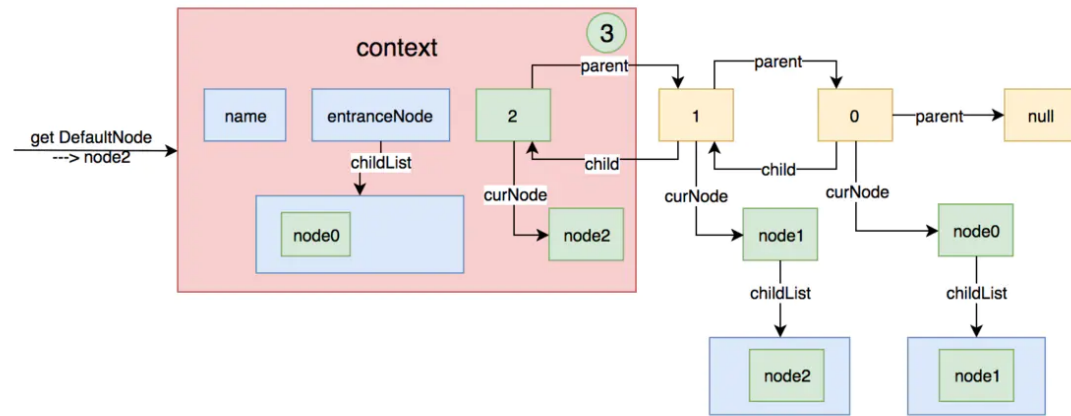 3
context
parent
parent
name
entranceNode
2
1
0
parent
null
get DefaultNode
---> node2
childList
child
child
curNode
curNode
curNode
node0
node2
node1
node0
childList
childList
node2
node1